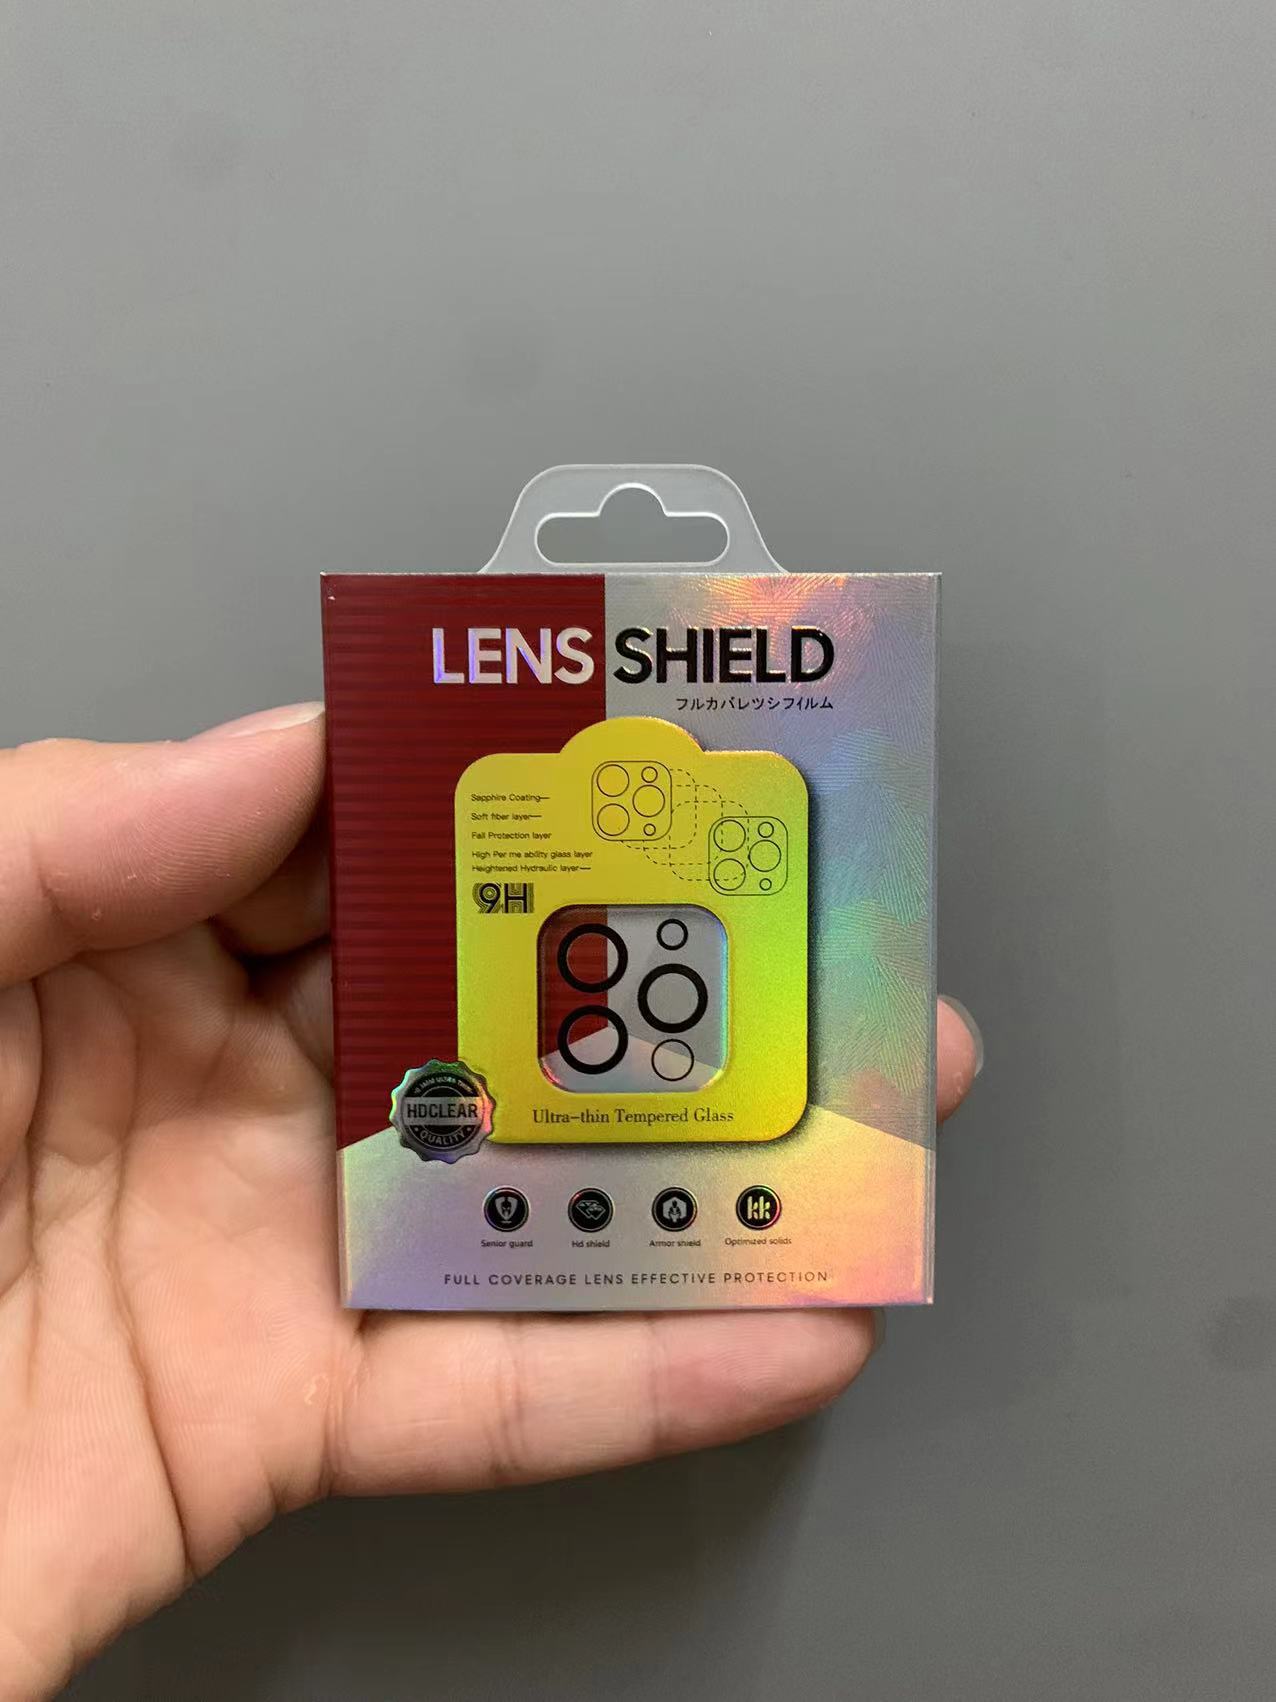 LENS SHIELD
フルカバレツシフイルム
Sapphire Coating
Soft fiber layer
Fall Protection layer
High Per me ability glass layer
Heightened Hydraulic layer
9H
HDCLEAR
QUALITY
Ultra-thin Tempered Glass
Senior guard
Hd shield
Armor shield
kk
Optimized solids
FULL COVERAGE LENS EFFECTIVE PROTECTION